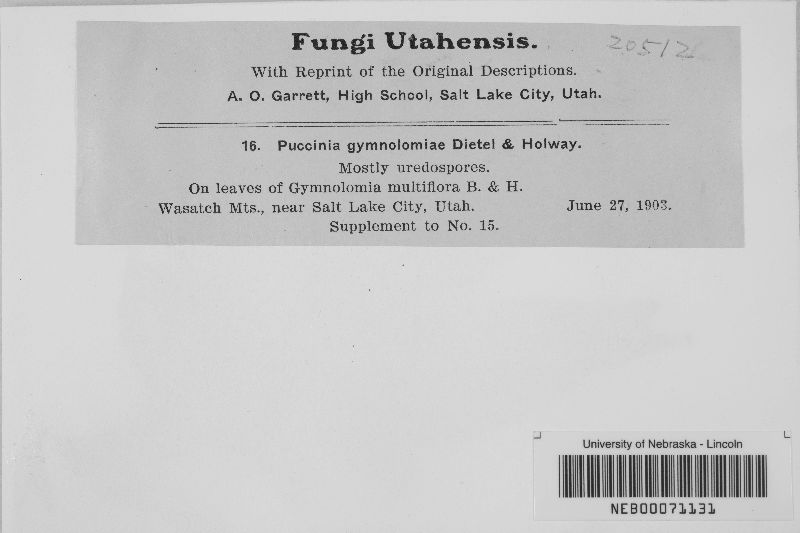 Fungi Utahensis.
205126
With Reprint of the Original Descriptions.
A. O. Garrett, High School, Salt Lake City, Utah.
16. Puccinia gymnolomiae Dietel & Holway.
Mostly uredospores.
On leaves of Gymnolomia multiflora B. & H.
Wasatch Mts., near Salt Lake City, Utah. June 27, 1903.
Supplement to No. 15.
University of Nebraska - Lincoln
NEB00071131